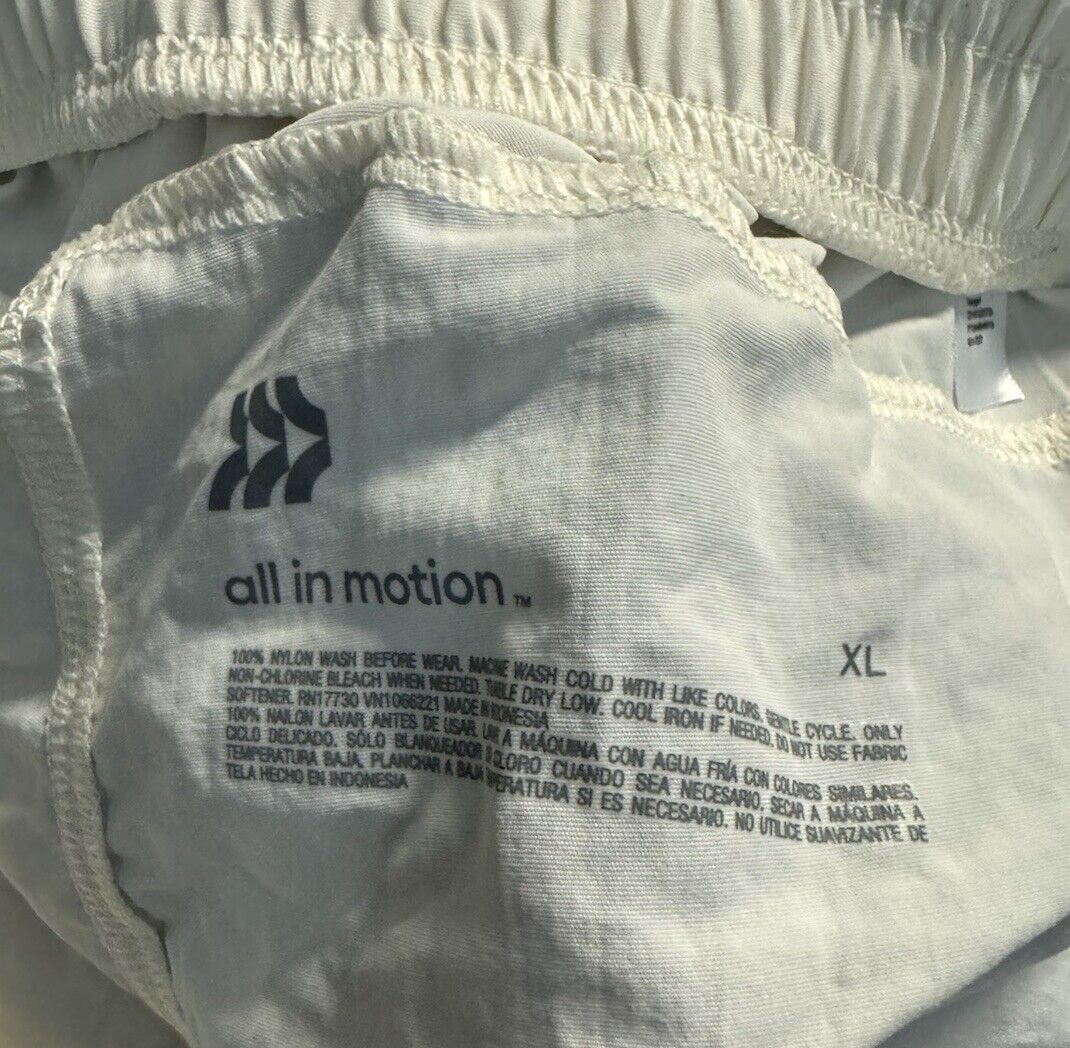 all in motion™
XL
100% NYLON WASH BEFORE WEAR. MACINE WASH COLD WITH LIKE COLORS. GENTLE CYCLE. ONLY
NON-CHLORINE BLEACH WHEN NEEDED. TUMBLE DRY LOW. COOL IRON IF NEEDED. DO NOT USE FABRIC
SOFTENER. RN17730 VN1066221 MADE IN INDONESIA
100% NAILON LAVAR ANTES DE USAR. LAVAR A MÁQUINA CON AGUA FRÍA CON COLORES SIMILARES.
CICLO DELICADO. SÓLO BLANQUEADOR CLORO CUANDO SEA NECESARIO. SECAR A MÁQUINA A
TEMPERATURA BAJA. PLANCHAR A BAJA TEMPERATURA SI ES NECESARIO. NO UTILICE SUAVIZANTE DE
TELA HECHO EN INDONESIA